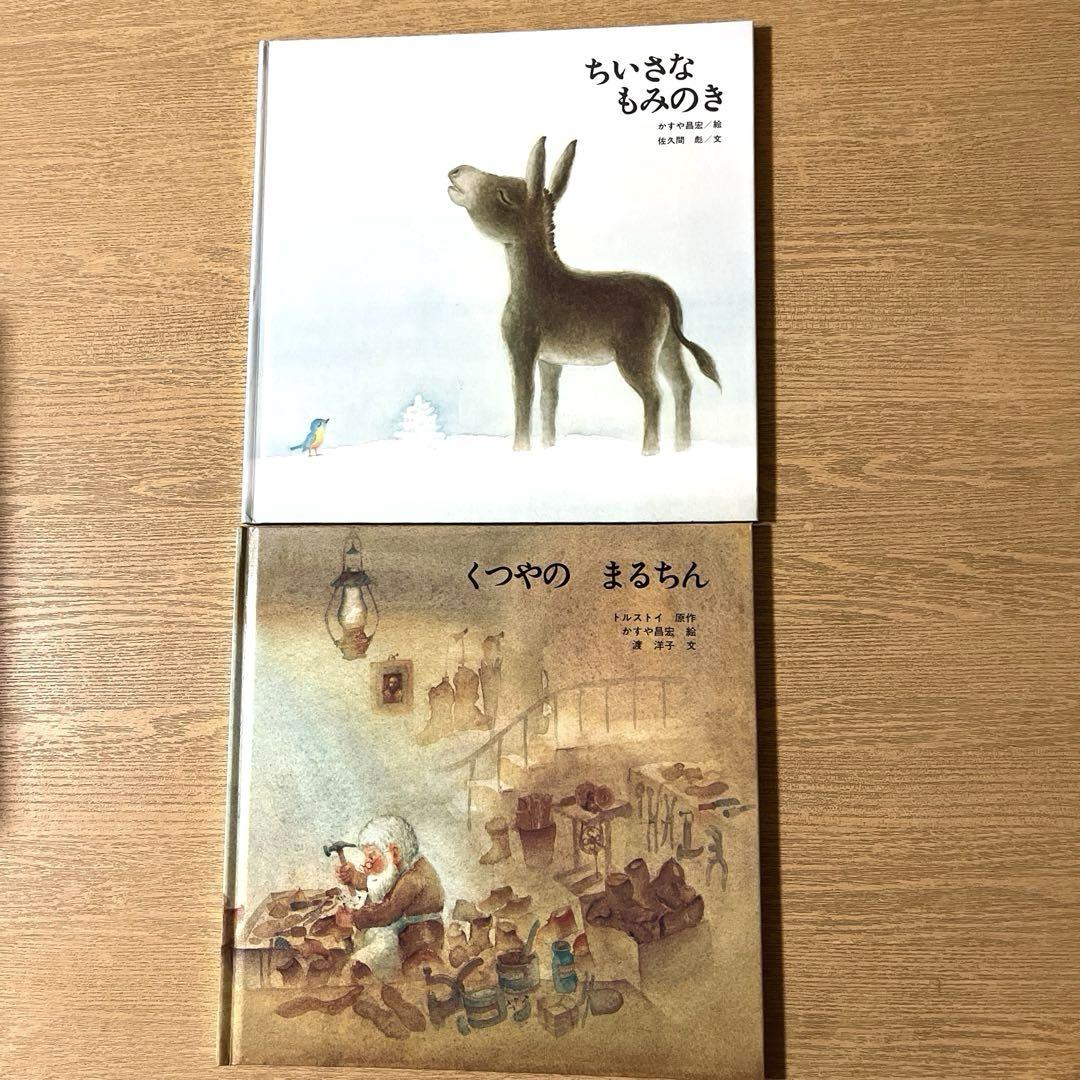 ちいさな
もみのき
かすや昌宏／絵
佐久間　彪／文
くつやの　まるちん
トルストイ　原作
かすや昌宏　絵
渡　洋子　文